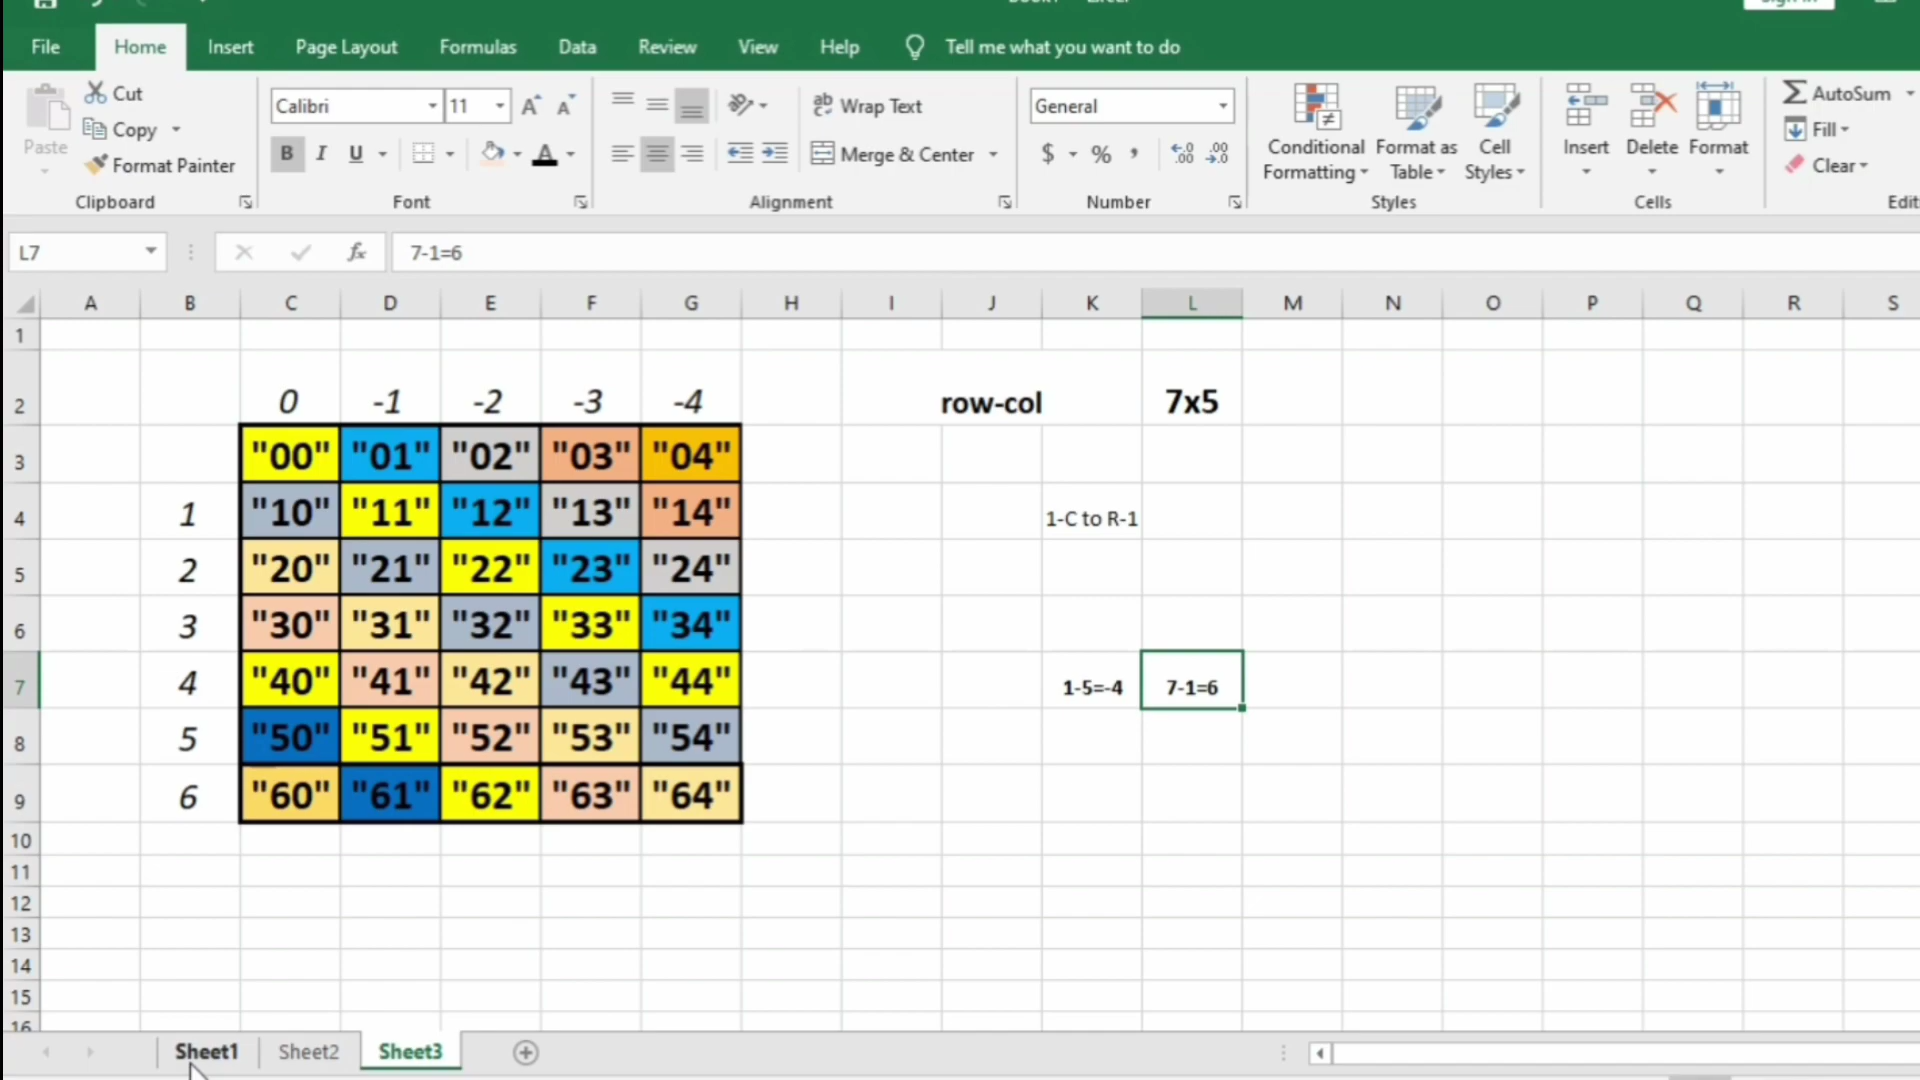 File Home Insert Page Layout Formulas Data Review View Help Tell me what you want to do
Cut
Copy
Paste
Format Painter
Clipboard
Calibri 11 A A
B I U A
Font
ab Wrap Text
Merge & Center
Alignment
General
$ % ,
Number
Conditional Formatting
Format as Table
Cell Styles
Styles
Insert Delete Format
Cells
AutoSum
Fill
Clear
L7 fx 7-1=6
A B C D E F G H I J K L M N O P Q R S
1
2 0 -1 -2 -3 -4 row-col 7x5
3 "00" "01" "02" "03" "04"
4 1 "10" "11" "12" "13" "14" 1-C to R-1
5 2 "20" "21" "22" "23" "24"
6 3 "30" "31" "32" "33" "34"
7 4 "40" "41" "42" "43" "44" 1-5=-4 7-1=6
8 5 "50" "51" "52" "53" "54"
9 6 "60" "61" "62" "63" "64"
10
11
12
13
14
15
16
Sheet1 Sheet2 Sheet3